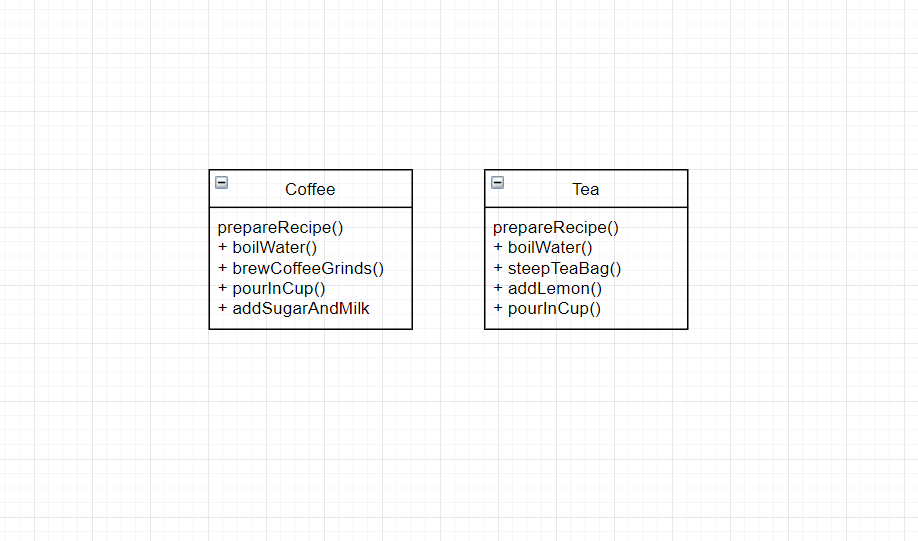 Coffee
prepareRecipe()
+ boilWater()
+ brewCoffeeGrinds()
+ pourInCup()
+ addSugarAndMilk
Tea
prepareRecipe()
+ boilWater()
+ steepTeaBag()
+ addLemon()
+ pourInCup()